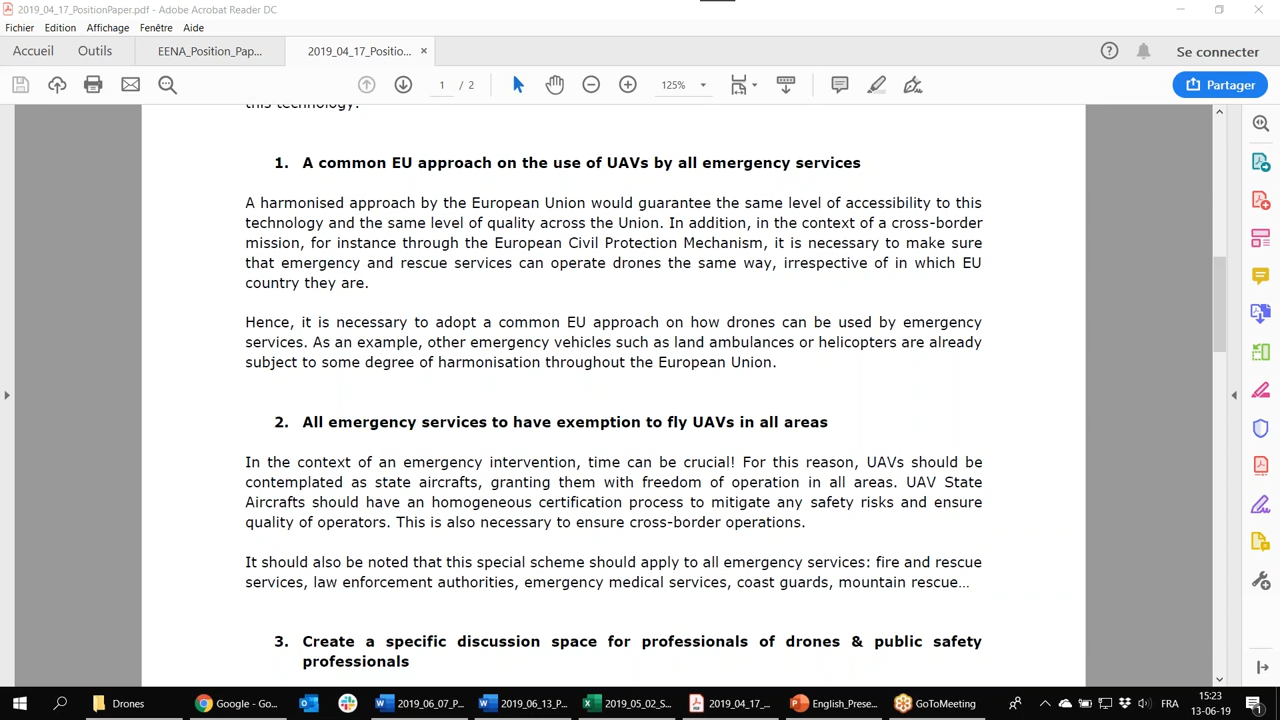 2019_04_17_PositionPaper.pdf - Adobe Acrobat Reader DC
Fichier Edition Affichage Fenêtre Aide
Accueil Outils EENA_Position_Pap... 2019_04_17_Positio... ×
Se connecter
1 / 2 125% Partager
this technology.
1. A common EU approach on the use of UAVs by all emergency services
A harmonised approach by the European Union would guarantee the same level of accessibility to this
technology and the same level of quality across the Union. In addition, in the context of a cross-border
mission, for instance through the European Civil Protection Mechanism, it is necessary to make sure
that emergency and rescue services can operate drones the same way, irrespective of in which EU
country they are.
Hence, it is necessary to adopt a common EU approach on how drones can be used by emergency
services. As an example, other emergency vehicles such as land ambulances or helicopters are already
subject to some degree of harmonisation throughout the European Union.
2. All emergency services to have exemption to fly UAVs in all areas
In the context of an emergency intervention, time can be crucial! For this reason, UAVs should be
contemplated as state aircrafts, granting them with freedom of operation in all areas. UAV State
Aircrafts should have an homogeneous certification process to mitigate any safety risks and ensure
quality of operators. This is also necessary to ensure cross-border operations.
It should also be noted that this special scheme should apply to all emergency services: fire and rescue
services, law enforcement authorities, emergency medical services, coast guards, mountain rescue…
3. Create a specific discussion space for professionals of drones & public safety
professionals
Drones Google - Go... 2019_06_07_P... 2019_06_13_P... 2019_05_02_S... 2019_04_17_... English_Prese... GoToMeeting FRA 15:23
13-06-19 1